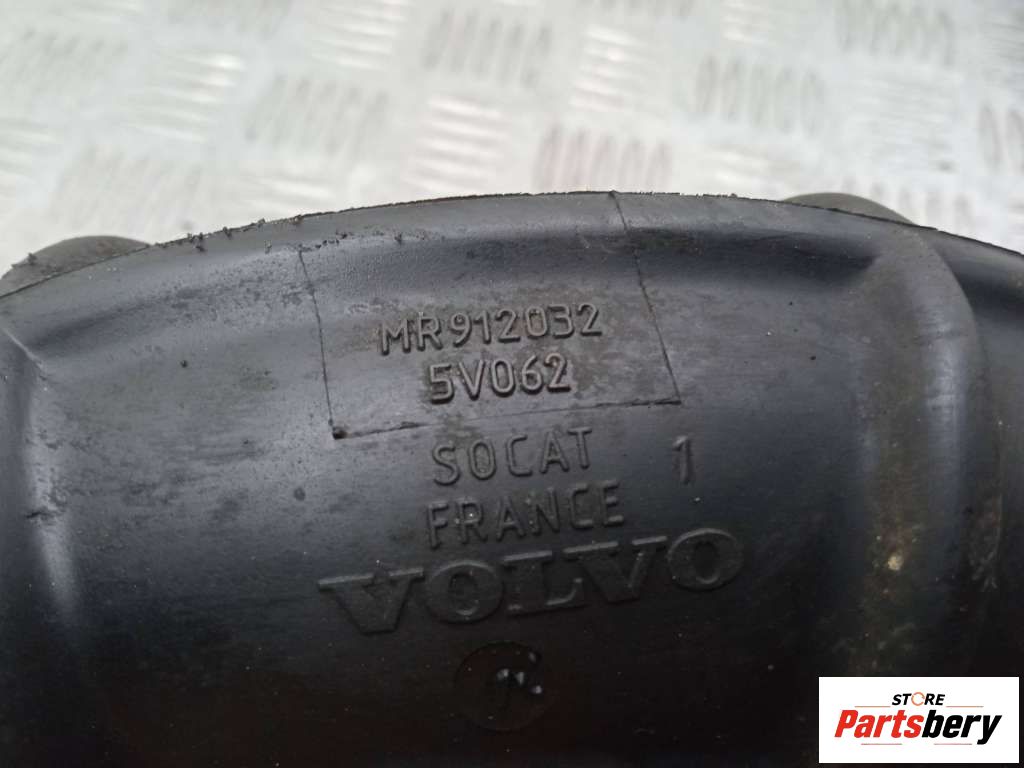 MR912032
5V062
SOCAT 1
FRANCE
VOLVO
STORE
Partsbery